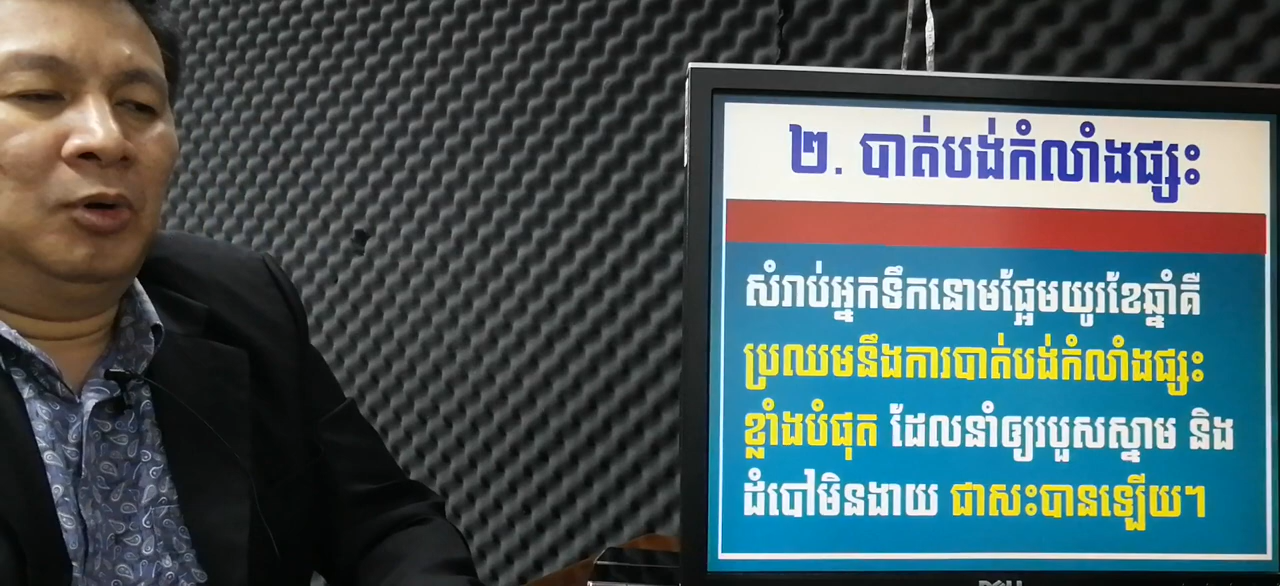 ២. បាត់បង់កំលាំងផ្សះ
សំរាប់អ្នកទឹកនោមផ្អែមយូរខែឆ្នាំគឺ
ប្រឈមនឹងការបាត់បង់កំលាំងផ្សះ
ខ្លាំងបំផុត ដែលនាំឲ្យរបួសស្នាម និង
ដំបៅមិនងាយ ជាសះបានឡើយៗ